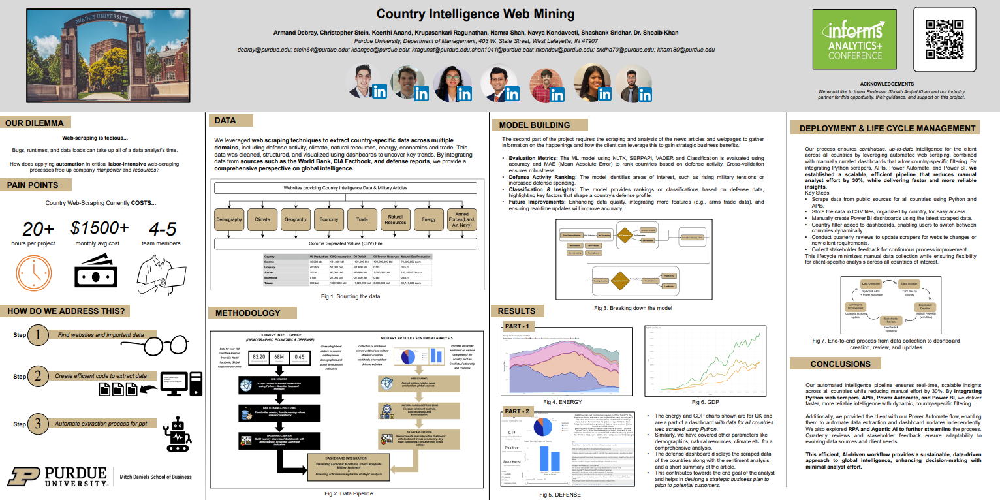 PURDUE UNIVERSITY
Country Intelligence Web Mining
Armand Debray, Christopher Stein, Keerthi Anand, Krupasankari Ragunathan, Namra Shah, Navya Kondaveeti, Shashank Sridhar, Dr. Shoaib Khan
Purdue University, Department of Management, 403 W. State Street, West Lafayette, IN 47907
debray@purdue.edu; stein64@purdue.edu; ksangee@purdue.edu; kragunat@purdue.edu;shah1041@purdue.edu; nkondav@purdue.edu; sridha70@purdue.edu; khan180@purdue.edu
in in in in in in in
informs
ANALYTICS+
CONFERENCE
ACKNOWLEDGEMENTS
We would like to thank Professor Shoaib Amjad Khan and our industry
partner for this opportunity, their guidance, and support on this project.
OUR DILEMMA
Web-scraping is tedious...
Bugs, runtimes, and data loads can take up all of a data analyst's time.
How does applying automation in critical labor-intensive web-scraping
processes free up company manpower and resources?
PAIN POINTS
Country Web-Scraping Currently COSTS...
20+ $1500+ 4-5
hours per project monthly avg cost team members
HOW DO WE ADDRESS THIS?
Step 1 Find websites and important data
Step 2 Create efficient code to extract data
Step 3 Automate extraction process for ppt
PURDUE
UNIVERSITY®
Mitch Daniels School of Business
DATA
We leveraged web scraping techniques to extract country-specific data across multiple
domains, including defense activity, climate, natural resources, energy, economics and trade. This
data was cleaned, structured, and visualized using dashboards to uncover key trends. By integrating
data from sources such as the World Bank, CIA Factbook, and defense reports, we provide a
comprehensive perspective on global intelligence.
Websites providing Country Intelligence Data & Military Articles
Demography Climate Geography Economy Trade Natural Resources Energy Armed Forces(Land, Air, Navy)
Comma Separated Values (CSV) File
Country Oil Production Oil Consumption Oil Deficit Oil Proven Reserves Natural Gas Production
Belarus
Uruguay
Jordan
Botswana
Taiwan
Fig 1. Sourcing the data
METHODOLOGY
COUNTRY INTELLIGENCE
(DEMOGRAPHIC, ECONOMIC & DEFENSE)
Data for over 100
countries sourced
from CIA World
Factbook, Global
Firepower and more
82.20 68M 0.45
Gives a high-level
picture of country
military power,
demographics and
global development
indicators
WEB SCRAPING
Scrape content from various websites
using Python - Beautiful Soup and
Selenium
DATA CLEANING & PROCESSING
Standardize metrics, handle missing values,
ensure consistency
DASHBOARD CREATION
Build country wise visual dashboards with
demographic, economic & defense
indicators
MILITARY ARTICLES SENTIMENT ANALYSIS
Collection of articles on
current political and military
affairs of countries
worldwide, sourced from
defense websites
Provides an overall
sentiment on various
categories of the
country such as
Conflicts, Partnership
and Economy
WEB SCRAPING
Extract military related news
articles from global sources
NATURAL LANGUAGE PROCESSING
Conduct sentiment analysis,
topic modeling, and
summarization
DASHBOARD CREATION
Present results in an interactive dashboard
with Sentiment trends per country, Key
topic summaries, Clickable links to full
articles
DASHBOARD INTEGRATION
Visualizing Economic & Defense Trends alongside
Military Sentiment
&
Providing actionable insights for strategic analysis
Fig 2. Data Pipeline
MODEL BUILDING
The second part of the project requires the scraping and analysis of the news articles and webpages to gather
information on the happenings and how the client can leverage this to gain strategic business benefits.
• Evaluation Metrics: The ML model using NLTK, SERPAPI, VADER and Classification is evaluated using
accuracy and MAE (Mean Absolute Error) to rank countries based on defense activity. Cross-validation
ensures robustness.
• Defense Activity Ranking: The model identifies areas of interest, such as rising military tensions or
increased defense spending.
• Classification & Insights: The model provides rankings or classifications based on defense data,
highlighting key factors that shape a country's defense profile.
• Future Improvements: Enhancing data quality, integrating more features (e.g., arms trade data), and
ensuring real-time updates will improve accuracy.
Fig 3. Breaking down the model
RESULTS
PART - 1
Fig 4. ENERGY
Fig 6. GDP
PART - 2
0.19
Positive
South Korea
Fig 5. DEFENSE
• The energy and GDP charts shown are for UK and
are a part of a dashboard with data for all countries
web scraped using Python.
• Similarly, we have covered other parameters like
demographics, natural resources, climate etc. for a
comprehensive analysis.
• The defense dashboard displays the scraped data
of the countries along with the sentiment analysis
and a short summary of the article.
• This contributes towards the end goal of the analyst
and helps in devising a strategic business plan to
pitch to potential customers.
DEPLOYMENT & LIFE CYCLE MANAGEMENT
Our process ensures continuous, up-to-date intelligence for the client
across all countries by leveraging automated web scraping, combined
with manually curated dashboards that allow country-specific filtering. By
integrating Python scrapers, APIs, Power Automate, and Power BI, we
established a scalable, efficient pipeline that reduces manual
analyst effort by 30%, while delivering faster and more reliable
insights.
Key Steps:
• Scrape data from public sources for all countries using Python and
APIs.
• Store the data in CSV files, organized by country, for easy access.
• Manually create Power BI dashboards using the latest scraped data.
• Country filter added to dashboards, enabling users to switch between
countries dynamically.
• Conduct quarterly reviews to update scrapers for website changes or
new client requirements.
• Collect stakeholder feedback for continuous process improvement.
This lifecycle minimizes manual data collection while ensuring flexibility
for client-specific analysis across all countries of interest.
Data Collection
Python & APIs
+ Power Automate
Data Storage
CSV files by
country
Dashboard
Creation
Manual Power BI
(with filter)
Stakeholder
Review
Feedback &
validation
Continuous
Improvement
Quarterly scraper
update
Fig 7. End-to-end process from data collection to dashboard
creation, review, and updates
CONCLUSIONS
Our automated intelligence pipeline ensures real-time, scalable insights
across all countries while reducing manual effort by 30%. By integrating
Python web scrapers, APIs, Power Automate, and Power BI, we deliver
faster, more reliable intelligence with dynamic, country-specific filtering.
Additionally, we provided the client with our Power Automate flow, enabling
them to automate data extraction and dashboard updates independently.
We also explored RPA and Agentic AI to further streamline the process.
Quarterly reviews and stakeholder feedback ensure adaptability to
evolving data sources and client needs.
This efficient, AI-driven workflow provides a sustainable, data-driven
approach to global intelligence, enhancing decision-making with
minimal analyst effort.